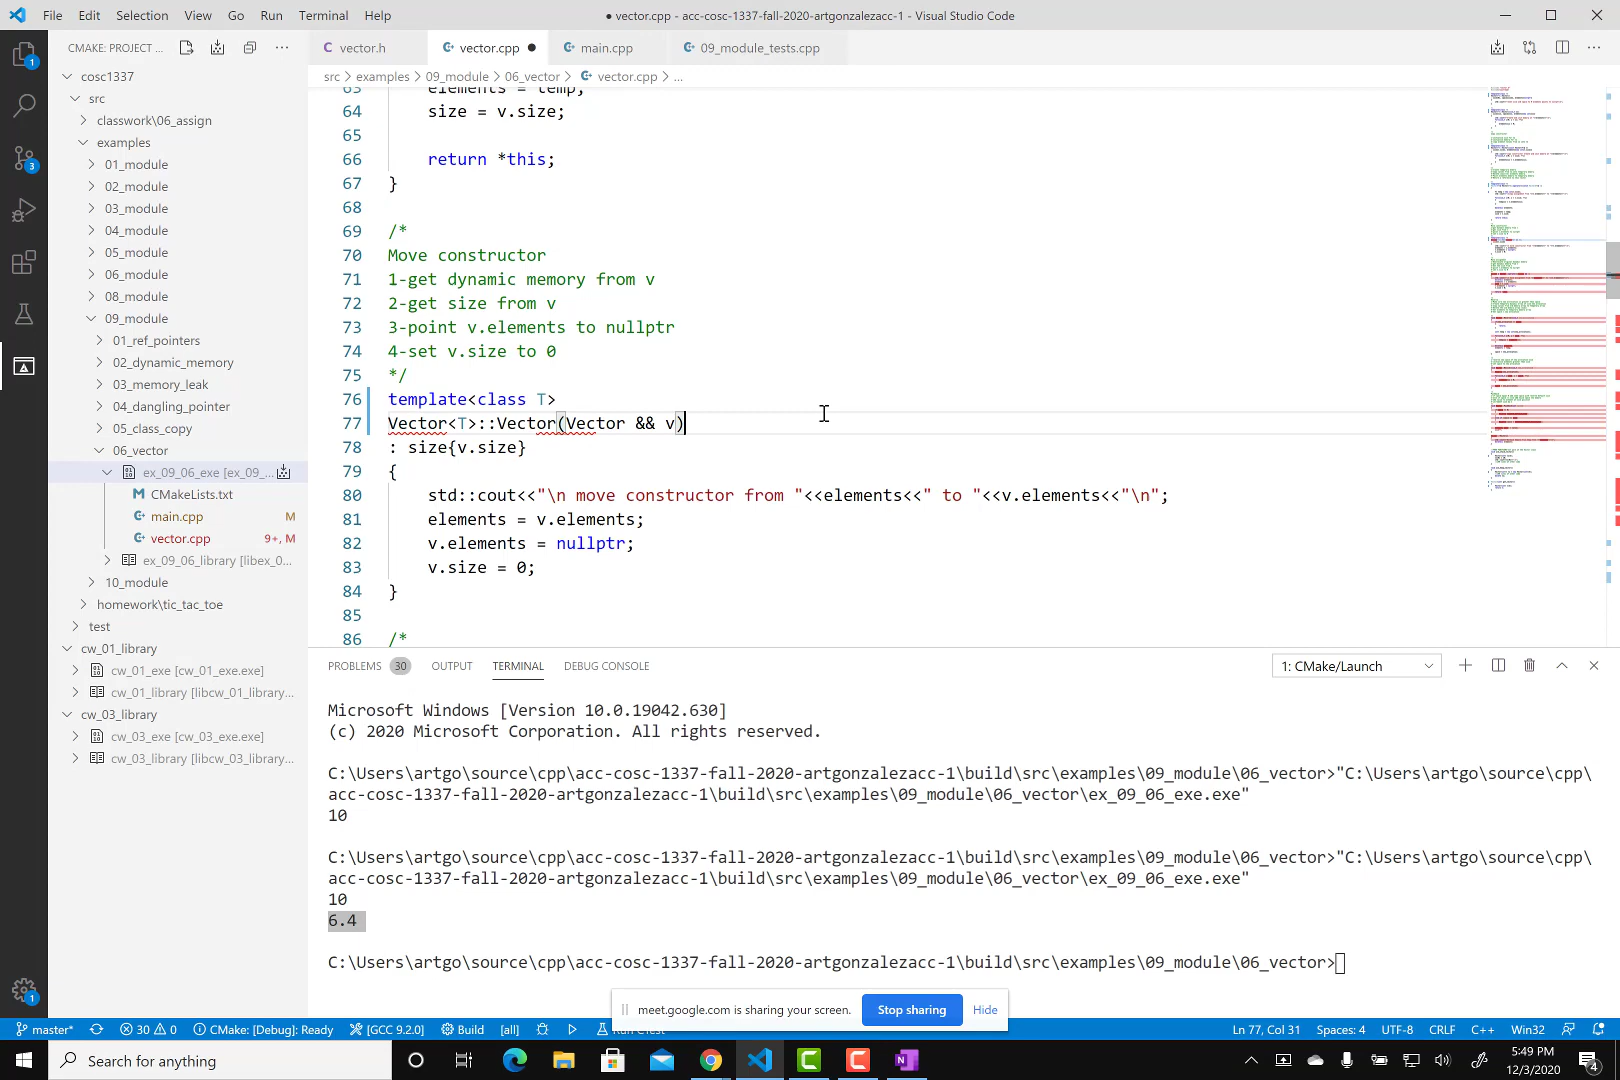 File Edit Selection View Go Run Terminal Help
● vector.cpp - acc-cosc-1337-fall-2020-artgonzalezacc-1 - Visual Studio Code
CMAKE: PROJECT ...
vector.h
vector.cpp
main.cpp
09_module_tests.cpp
src > examples > 09_module > 06_vector > vector.cpp > ...
cosc1337
src
classwork\06_assign
examples
01_module
02_module
03_module
04_module
05_module
06_module
08_module
09_module
01_ref_pointers
02_dynamic_memory
03_memory_leak
04_dangling_pointer
05_class_copy
06_vector
ex_09_06_exe [ex_09_...
CMakeLists.txt
main.cpp M
vector.cpp 9+, M
ex_09_06_library [libex_0...
10_module
homework\tic_tac_toe
test
cw_01_library
cw_01_exe [cw_01_exe.exe]
cw_01_library [libcw_01_library...
cw_03_library
cw_03_exe [cw_03_exe.exe]
cw_03_library [libcw_03_library...
63 elements = temp;
64 size = v.size;
65
66 return *this;
67 }
68
69 /*
70 Move constructor
71 1-get dynamic memory from v
72 2-get size from v
73 3-point v.elements to nullptr
74 4-set v.size to 0
75 */
76 template<class T>
77 Vector<T>::Vector(Vector && v)
78 : size{v.size}
79 {
80 std::cout<<"\n move constructor from "<<elements<<" to "<<v.elements<<"\n";
81 elements = v.elements;
82 v.elements = nullptr;
83 v.size = 0;
84 }
85
86 /*
PROBLEMS 30 OUTPUT TERMINAL DEBUG CONSOLE
1: CMake/Launch
Microsoft Windows [Version 10.0.19042.630]
(c) 2020 Microsoft Corporation. All rights reserved.
C:\Users\artgo\source\cpp\acc-cosc-1337-fall-2020-artgonzalezacc-1\build\src\examples\09_module\06_vector>"C:\Users\artgo\source\cpp\
acc-cosc-1337-fall-2020-artgonzalezacc-1\build\src\examples\09_module\06_vector\ex_09_06_exe.exe"
10
C:\Users\artgo\source\cpp\acc-cosc-1337-fall-2020-artgonzalezacc-1\build\src\examples\09_module\06_vector>"C:\Users\artgo\source\cpp\
acc-cosc-1337-fall-2020-artgonzalezacc-1\build\src\examples\09_module\06_vector\ex_09_06_exe.exe"
10
6.4
C:\Users\artgo\source\cpp\acc-cosc-1337-fall-2020-artgonzalezacc-1\build\src\examples\09_module\06_vector>
meet.google.com is sharing your screen. Stop sharing Hide
master* 30 0 CMake: [Debug]: Ready [GCC 9.2.0] Build [all] Ln 77, Col 31 Spaces: 4 UTF-8 CRLF C++ Win32
Search for anything
5:49 PM
12/3/2020
4